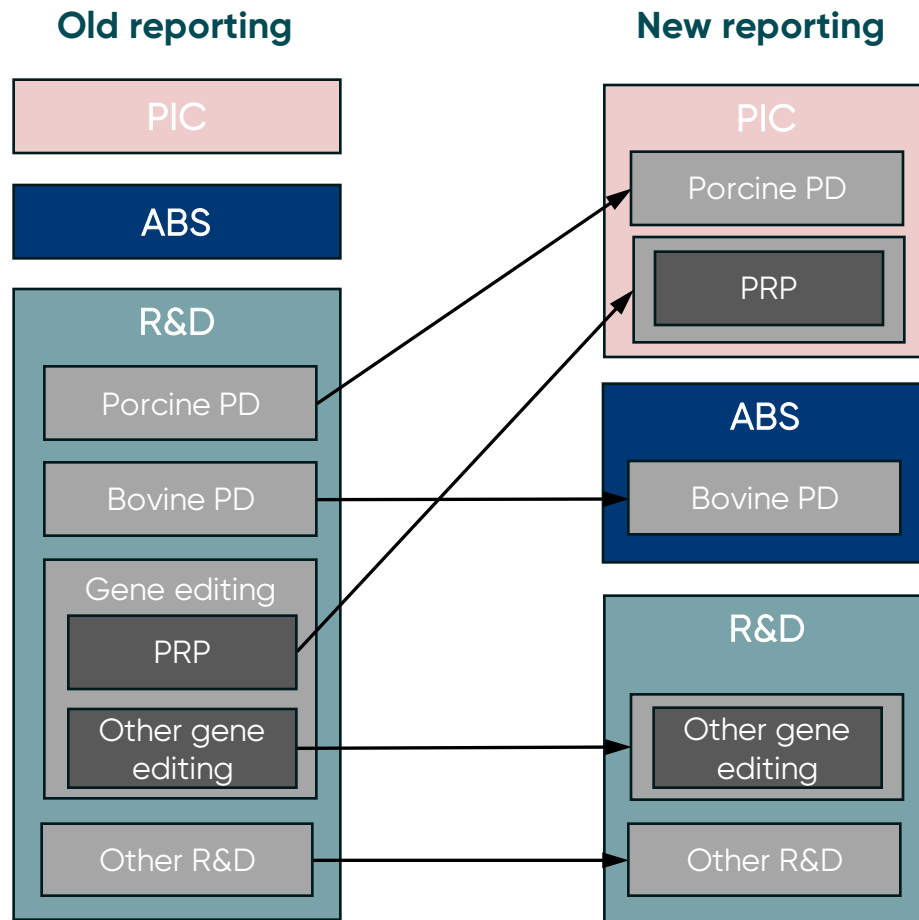 Old reporting
PIC
ABS
R&D
Porcine PD
Bovine PD
Gene editing
PRP
Other gene
editing
Other R&D
New reporting
PIC
Porcine PD
PRP
ABS
Bovine PD
R&D
Other gene
editing
Other R&D